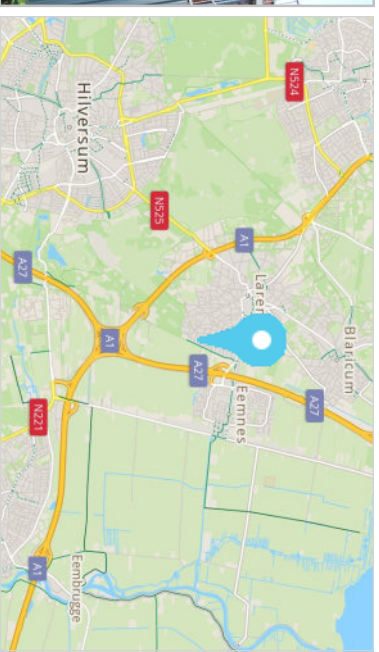 N524
Hilversum
N525
A1
Laren
Blaricum
A27
A1
A27
A27
Eemnes
N221
A1
Eembrugge